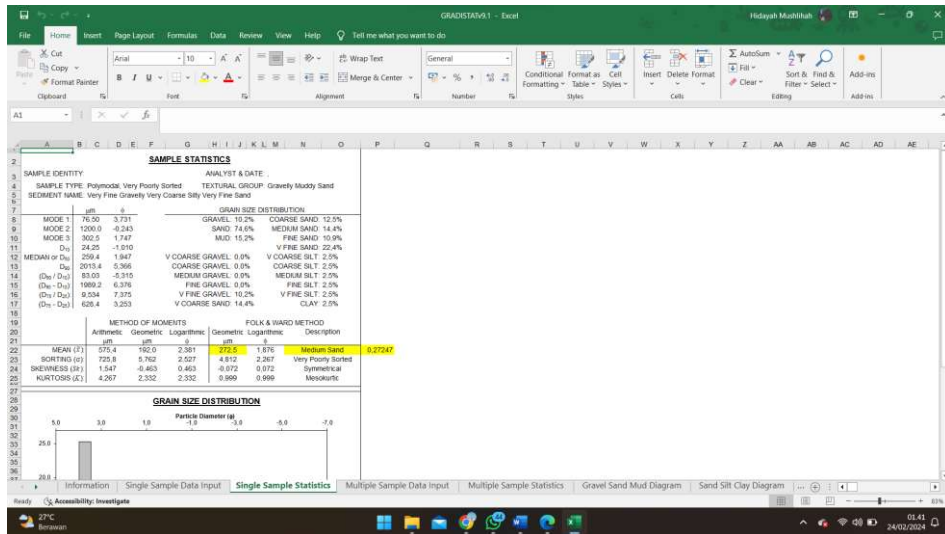 GRADISTATv9.1 - Excel
Hidayah Mushlihah
File Home Insert Page Layout Formulas Data Review View Help Tell me what you want to do
Cut
Copy
Format Painter
Paste
Clipboard
Arial 10
B I U
Font
Wrap Text
Merge & Center
Alignment
General
Number
Conditional Formatting
Format as Table
Cell Styles
Styles
Insert Delete Format
Cells
AutoSum
Fill
Clear
Sort & Filter
Find & Select
Editing
Add-ins
Add-ins
A1
A B C D E F G H I J K L M N O P Q R S T U V W X Y Z AA AB AC AD AE
SAMPLE STATISTICS
SAMPLE IDENTITY: ANALYST & DATE: ,
SAMPLE TYPE: Polymodal, Very Poorly Sorted TEXTURAL GROUP: Gravelly Muddy Sand
SEDIMENT NAME: Very Fine Gravelly Very Coarse Silty Very Fine Sand
µm ϕ GRAIN SIZE DISTRIBUTION
MODE 1: 76,50 3,731 GRAVEL: 10,2% COARSE SAND: 12,5%
MODE 2: 1200,0 -0,243 SAND: 74,6% MEDIUM SAND: 14,4%
MODE 3: 302,5 1,747 MUD: 15,2% FINE SAND: 10,9%
D10: 24,25 -1,010 V FINE SAND: 22,4%
MEDIAN or D50: 259,4 1,947 V COARSE GRAVEL: 0,0% V COARSE SILT: 2,5%
D90: 2013,4 5,366 COARSE GRAVEL: 0,0% COARSE SILT: 2,5%
(D90 / D10): 83,03 -5,315 MEDIUM GRAVEL: 0,0% MEDIUM SILT: 2,5%
(D90 - D10): 1989,2 6,376 FINE GRAVEL: 0,0% FINE SILT: 2,5%
(D75 / D25): 9,534 7,375 V FINE GRAVEL: 10,2% V FINE SILT: 2,5%
(D75 - D25): 628,4 3,253 V COARSE SAND: 14,4% CLAY: 2,5%
METHOD OF MOMENTS FOLK & WARD METHOD
Arithmetic Geometric Logarithmic Geometric Logarithmic Description
µm µm ϕ µm ϕ
MEAN (x̄): 575,4 192,0 2,381 272,5 1,876 Medium Sand 0,27247
SORTING (σ): 725,8 5,762 2,527 4,812 2,267 Very Poorly Sorted
SKEWNESS (Sk): 1,547 -0,463 0,463 -0,072 0,072 Symmetrical
KURTOSIS (K): 4,267 2,332 2,332 0,999 0,999 Mesokurtic
GRAIN SIZE DISTRIBUTION
Particle Diameter (ϕ)
5,0 3,0 1,0 -1,0 -3,0 -5,0 -7,0
25,0
20,0
Information Single Sample Data Input Single Sample Statistics Multiple Sample Data Input Multiple Sample Statistics Gravel Sand Mud Diagram Sand Silt Clay Diagram
Ready Accessibility: Investigate 83%
27°C
Berawan
44
01.41
24/02/2024